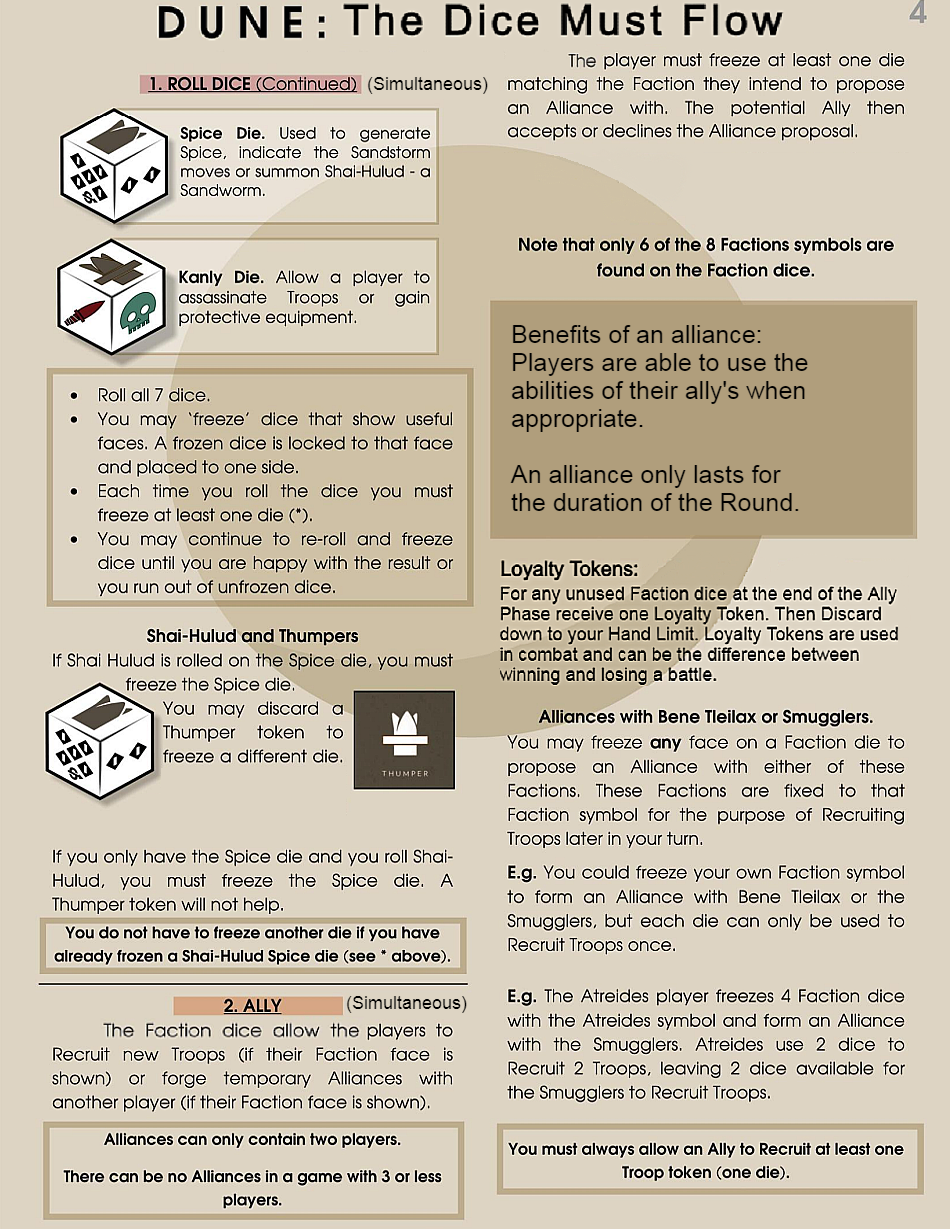 DUNE: The Dice Must Flow
4
1. ROLL DICE (Continued) (Simultaneous)
Spice Die. Used to generate
Spice, indicate the Sandstorm
moves or summon Shai-Hulud - a
Sandworm.
Kanly Die. Allow a player to
assassinate Troops or gain
protective equipment.
• Roll all 7 dice.
• You may ‘freeze’ dice that show useful
faces. A frozen dice is locked to that face
and placed to one side.
• Each time you roll the dice you must
freeze at least one die (*).
• You may continue to re-roll and freeze
dice until you are happy with the result or
you run out of unfrozen dice.
Shai-Hulud and Thumpers
If Shai Hulud is rolled on the Spice die, you must
freeze the Spice die.
You may discard a
Thumper token to
freeze a different die.
THUMPER
If you only have the Spice die and you roll Shai-
Hulud, you must freeze the Spice die. A
Thumper token will not help.
You do not have to freeze another die if you have
already frozen a Shai-Hulud Spice die (see * above).
2. ALLY (Simultaneous)
The Faction dice allow the players to
Recruit new Troops (if their Faction face is
shown) or forge temporary Alliances with
another player (if their Faction face is shown).
Alliances can only contain two players.
There can be no Alliances in a game with 3 or less
players.
The player must freeze at least one die
matching the Faction they intend to propose
an Alliance with. The potential Ally then
accepts or declines the Alliance proposal.
Note that only 6 of the 8 Factions symbols are
found on the Faction dice.
Benefits of an alliance:
Players are able to use the
abilities of their ally's when
appropriate.
An alliance only lasts for
the duration of the Round.
Loyalty Tokens:
For any unused Faction dice at the end of the Ally
Phase receive one Loyalty Token. Then Discard
down to your Hand Limit. Loyalty Tokens are used
in combat and can be the difference between
winning and losing a battle.
Alliances with Bene Tleilax or Smugglers.
You may freeze any face on a Faction die to
propose an Alliance with either of these
Factions. These Factions are fixed to that
Faction symbol for the purpose of Recruiting
Troops later in your turn.
E.g. You could freeze your own Faction symbol
to form an Alliance with Bene Tleilax or the
Smugglers, but each die can only be used to
Recruit Troops once.
E.g. The Atreides player freezes 4 Faction dice
with the Atreides symbol and form an Alliance
with the Smugglers. Atreides use 2 dice to
Recruit 2 Troops, leaving 2 dice available for
the Smugglers to Recruit Troops.
You must always allow an Ally to Recruit at least one
Troop token (one die).